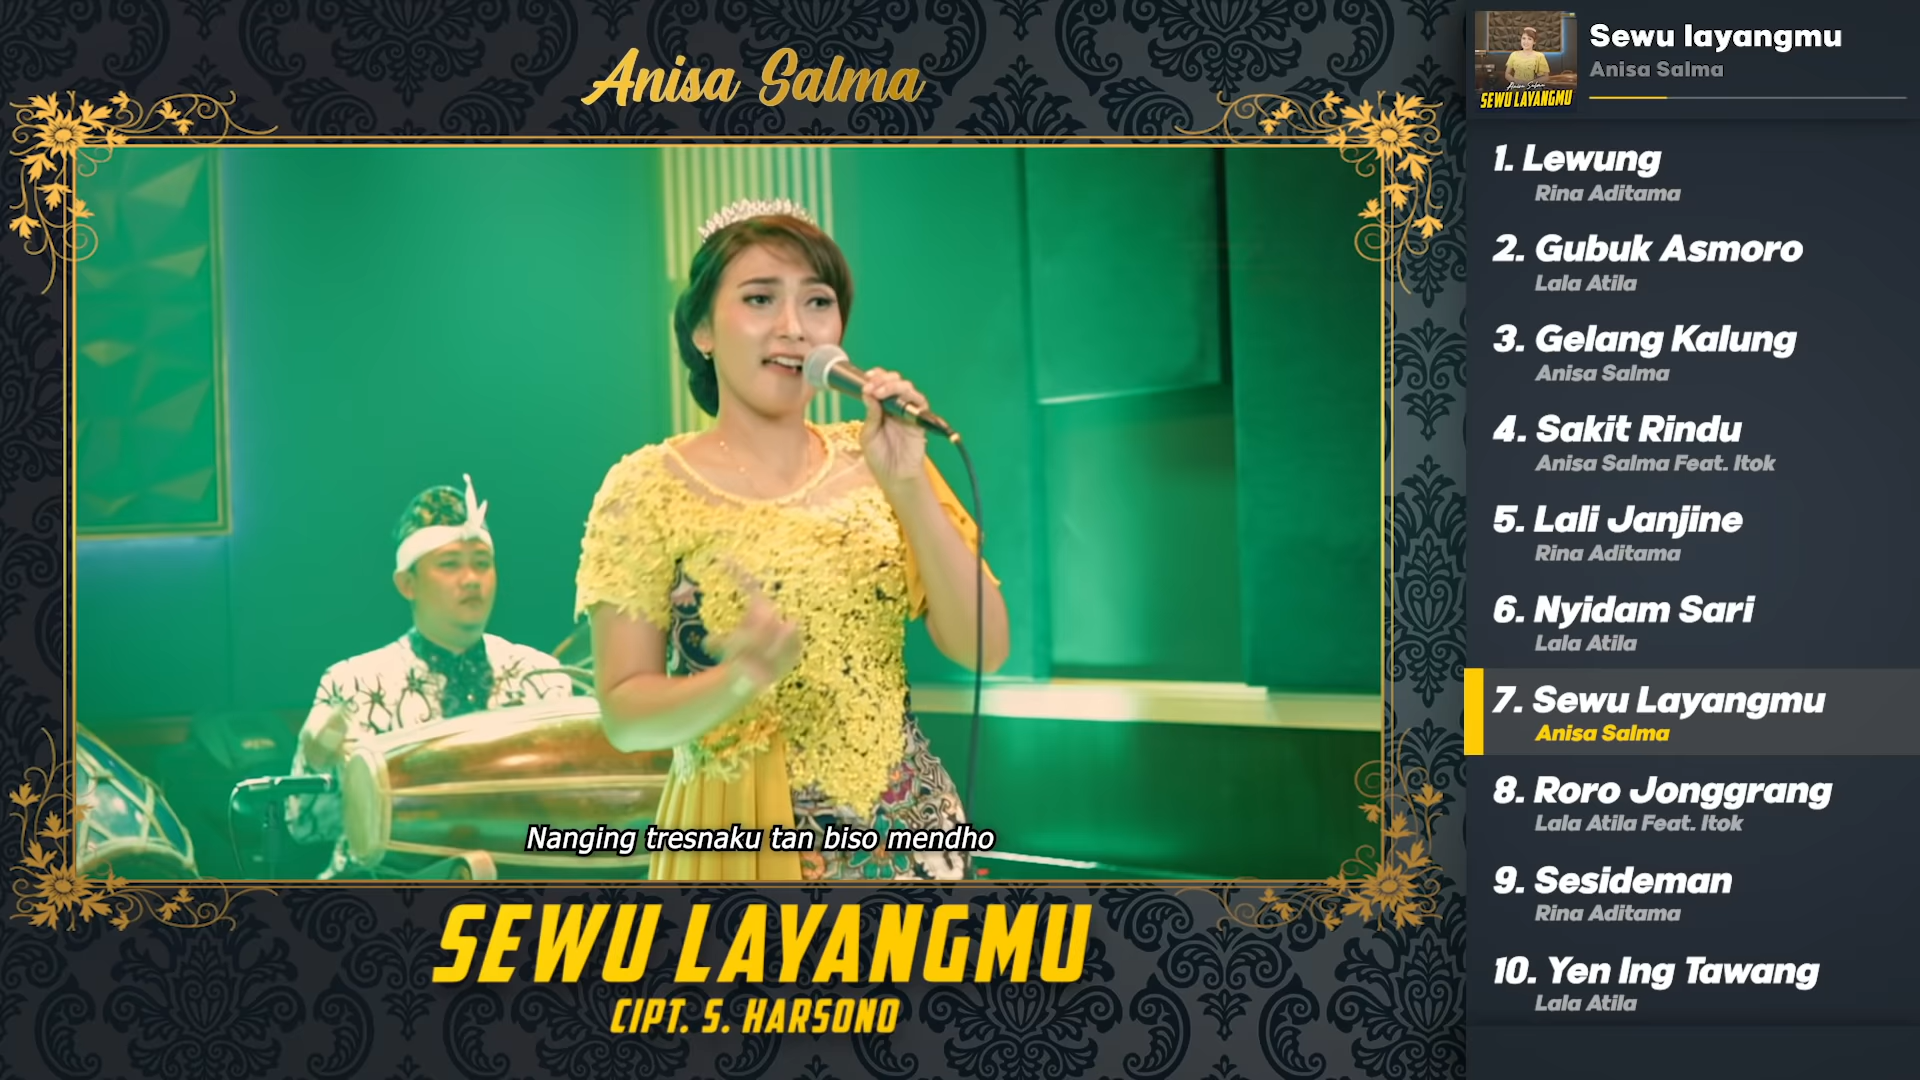 Anisa Salma
Nanging tresnaku tan biso mendho
SEWU LAYANGMU
CIPT. S. HARSONO
Sewu layangmu
Anisa Salma
Anisa Salma
SEWU LAYANGMU
1. Lewung
Rina Aditama
2. Gubuk Asmoro
Lala Atila
3. Gelang Kalung
Anisa Salma
4. Sakit Rindu
Anisa Salma Feat. Itok
5. Lali Janjine
Rina Aditama
6. Nyidam Sari
Lala Atila
7. Sewu Layangmu
Anisa Salma
8. Roro Jonggrang
Lala Atila Feat. Itok
9. Sesideman
Rina Aditama
10. Yen Ing Tawang
Lala Atila